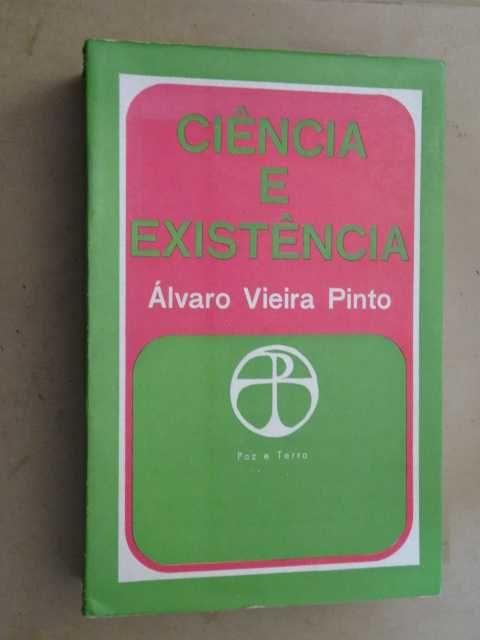 CIÊNCIA
E
EXISTÊNCIA
Álvaro Vieira Pinto
Paz e Terra